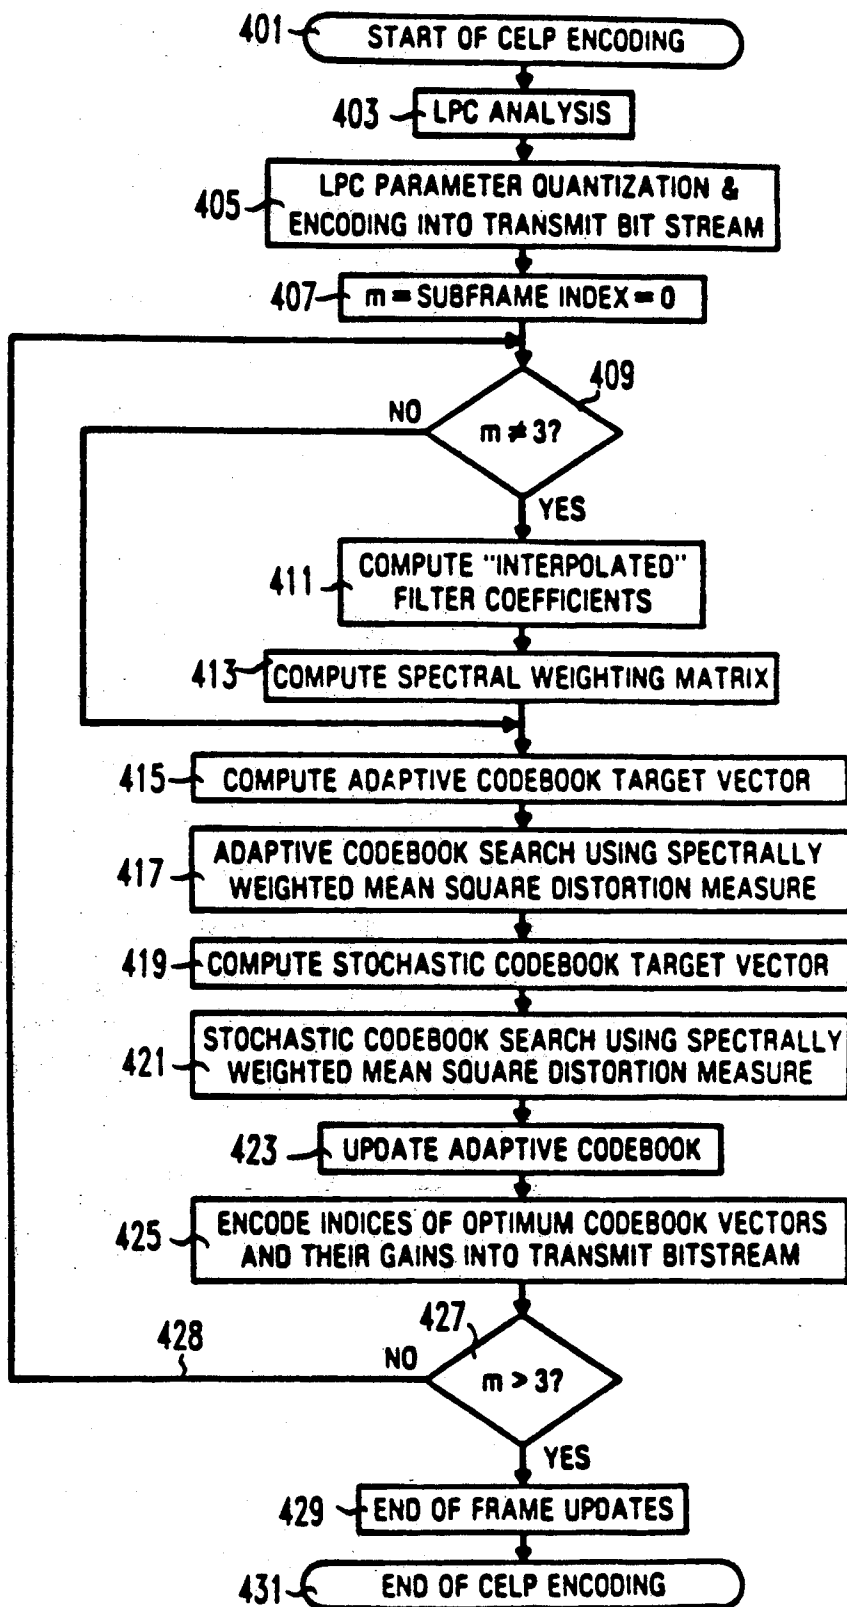 401 START OF CELP ENCODING
403 LPC ANALYSIS
LPC PARAMETER QUANTIZATION &
405 ENCODING INTO TRANSMIT BIT STREAM
407 m = SUBFRAME INDEX = 0
409
NO
m ≠ 3?
YES
411 COMPUTE "INTERPOLATED"
FILTER COEFFICIENTS
413 COMPUTE SPECTRAL WEIGHTING MATRIX
415 COMPUTE ADAPTIVE CODEBOOK TARGET VECTOR
ADAPTIVE CODEBOOK SEARCH USING SPECTRALLY
417 WEIGHTED MEAN SQUARE DISTORTION MEASURE
419 COMPUTE STOCHASTIC CODEBOOK TARGET VECTOR
STOCHASTIC CODEBOOK SEARCH USING SPECTRALLY
421 WEIGHTED MEAN SQUARE DISTORTION MEASURE
423 UPDATE ADAPTIVE CODEBOOK
ENCODE INDICES OF OPTIMUM CODEBOOK VECTORS
425 AND THEIR GAINS INTO TRANSMIT BITSTREAM
427
428 NO
m > 3?
YES
429 END OF FRAME UPDATES
431 END OF CELP ENCODING